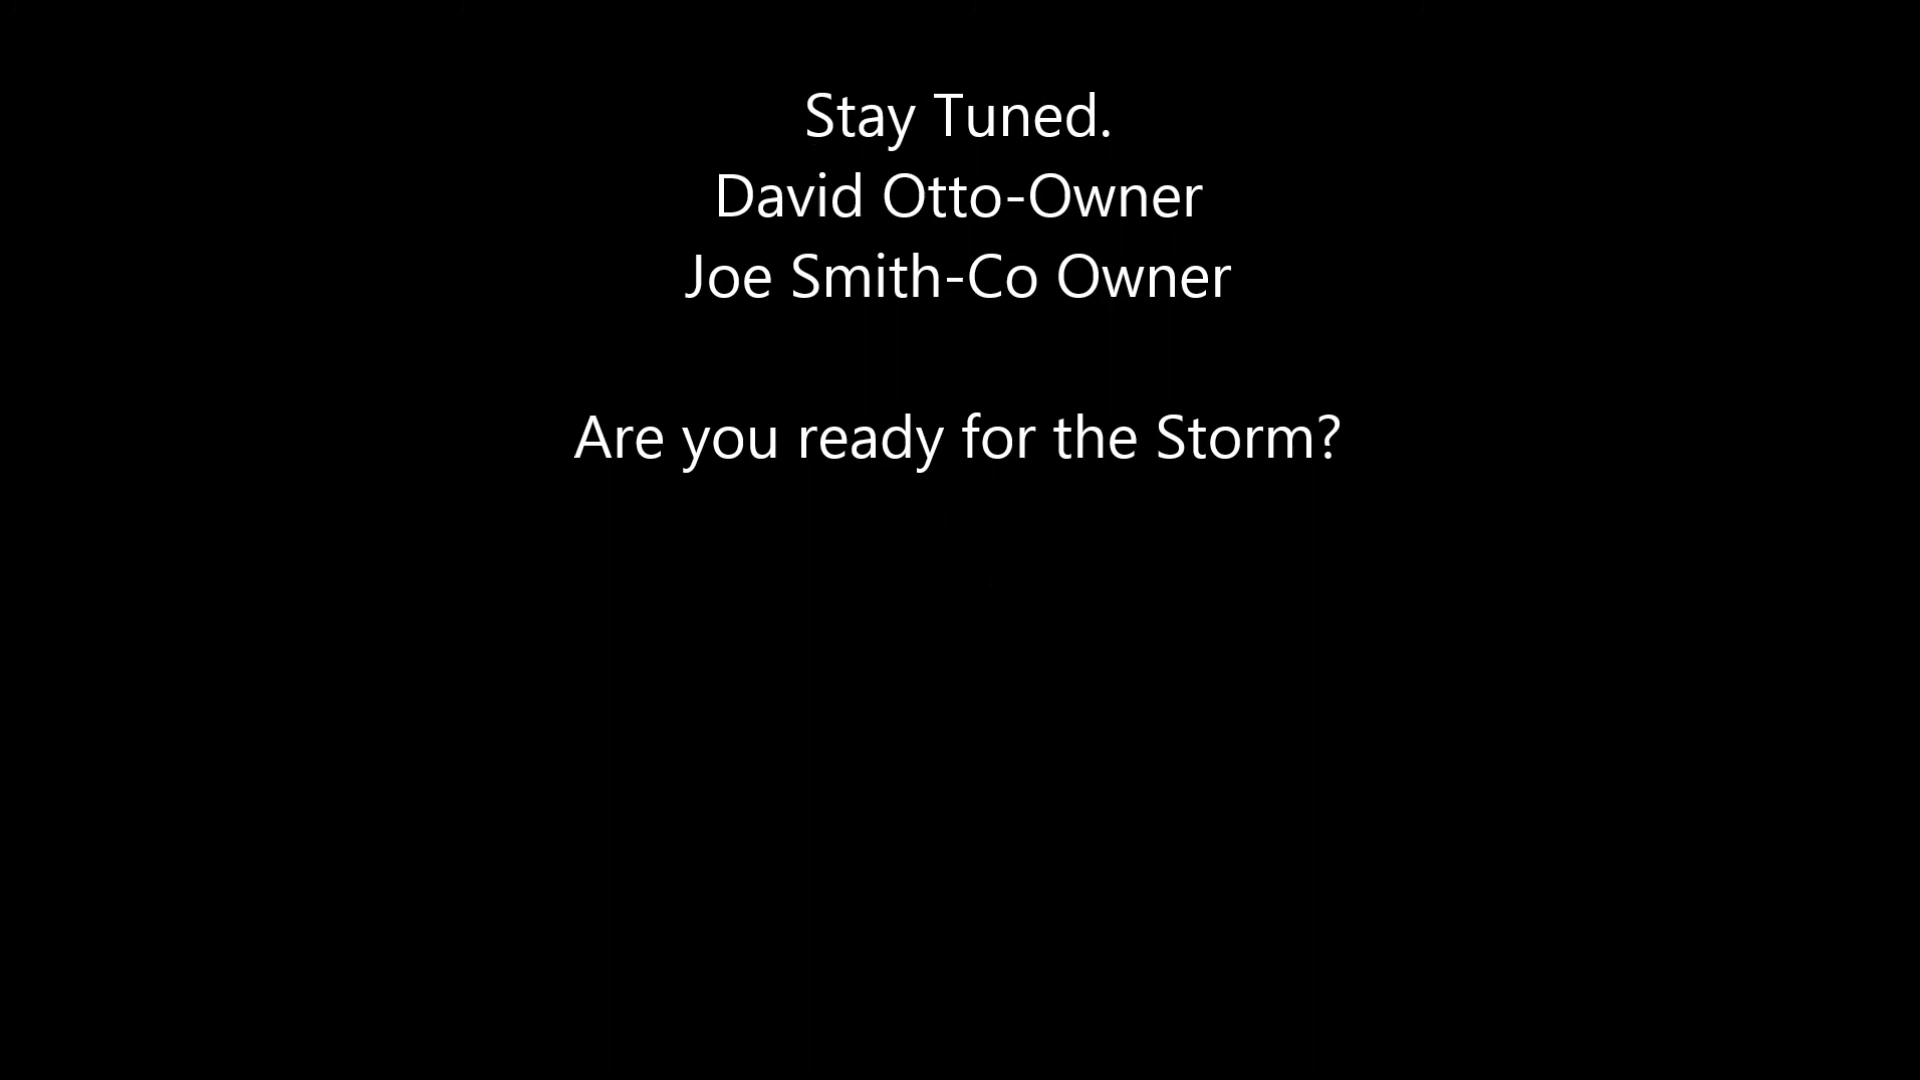 Stay Tuned.
David Otto-Owner
Joe Smith-Co Owner
Are you ready for the Storm?